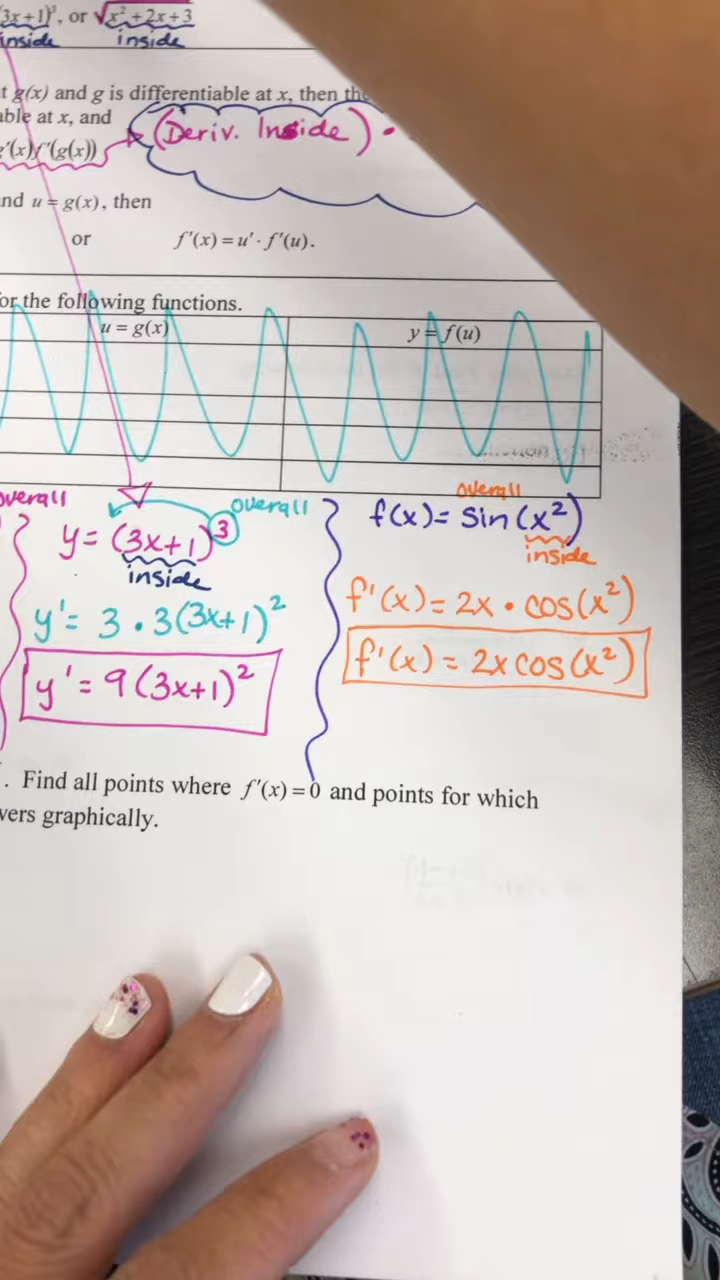 3x+1)³, or √x²+2x+3
inside inside
t g(x) and g is differentiable at x, then the
able at x, and
(Deriv. Inside) •
g′(x)f′(g(x))
nd u = g(x), then
or f′(x) = u′ · f′(u).
or the following functions.
u = g(x) y = f(u)
overall overall overall
y = (3x+1)³ f(x) = sin(x²)
inside inside
y' = 3 • 3(3x+1)² f'(x) = 2x • cos(x²)
y' = 9(3x+1)² f'(x) = 2x cos(x²)
. Find all points where f′(x) = 0 and points for which
vers graphically.